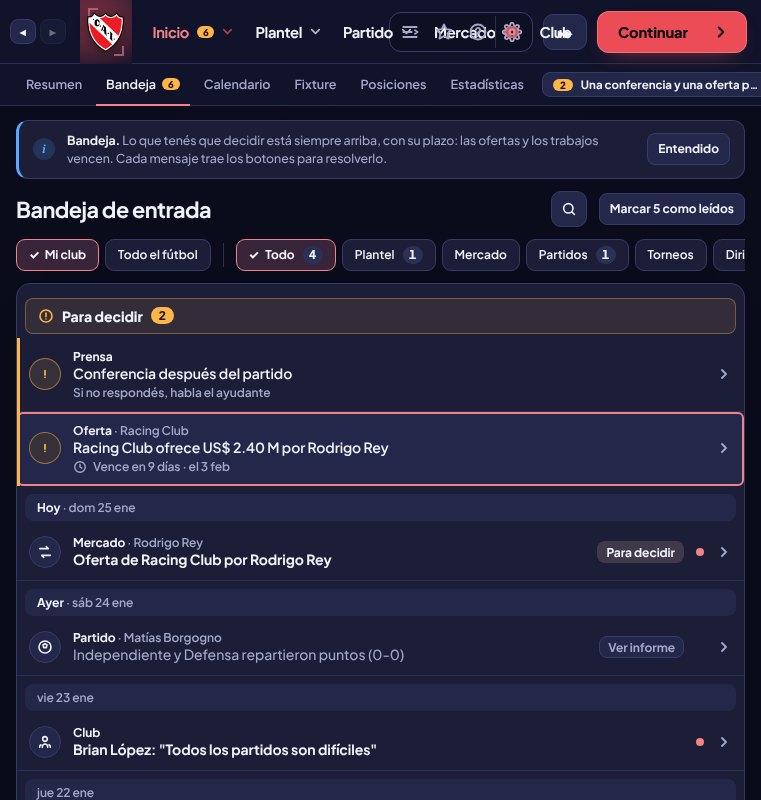 CAI
Inicio 6 Plantel Partido Mercado Club Continuar
Resumen Bandeja 6 Calendario Fixture Posiciones Estadísticas 2 Una conferencia y una oferta p...
Bandeja. Lo que tenés que decidir está siempre arriba, con su plazo: las ofertas y los trabajos
vencen. Cada mensaje trae los botones para resolverlo.
Entendido
Bandeja de entrada
Marcar 5 como leídos
Mi club Todo el fútbol Todo 4 Plantel 1 Mercado Partidos 1 Torneos Diri
Para decidir 2
Prensa
Conferencia después del partido
Si no respondés, habla el ayudante
Oferta · Racing Club
Racing Club ofrece US$ 2.40 M por Rodrigo Rey
Vence en 9 días · el 3 feb
Hoy · dom 25 ene
Mercado · Rodrigo Rey
Oferta de Racing Club por Rodrigo Rey
Para decidir
Ayer · sáb 24 ene
Partido · Matías Borgogno
Independiente y Defensa repartieron puntos (0-0)
Ver informe
vie 23 ene
Club
Brian López: "Todos los partidos son difíciles"
jue 22 ene